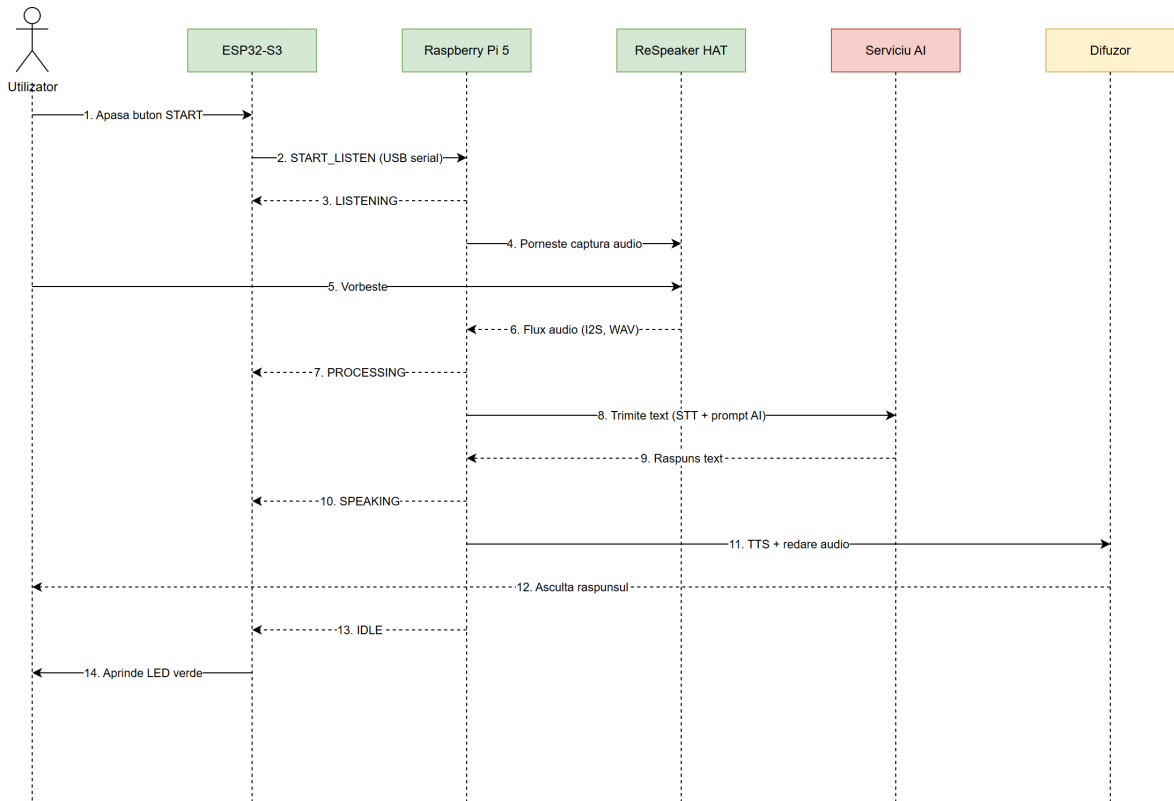 Utilizator
ESP32-S3
Raspberry Pi 5
ReSpeaker HAT
Serviciu AI
Difuzor
1. Apasa buton START
2. START_LISTEN (USB serial)
3. LISTENING
4. Porneste captura audio
5. Vorbeste
6. Flux audio (I2S, WAV)
7. PROCESSING
8. Trimite text (STT + prompt AI)
9. Raspuns text
10. SPEAKING
11. TTS + redare audio
12. Asculta raspunsul
13. IDLE
14. Aprinde LED verde